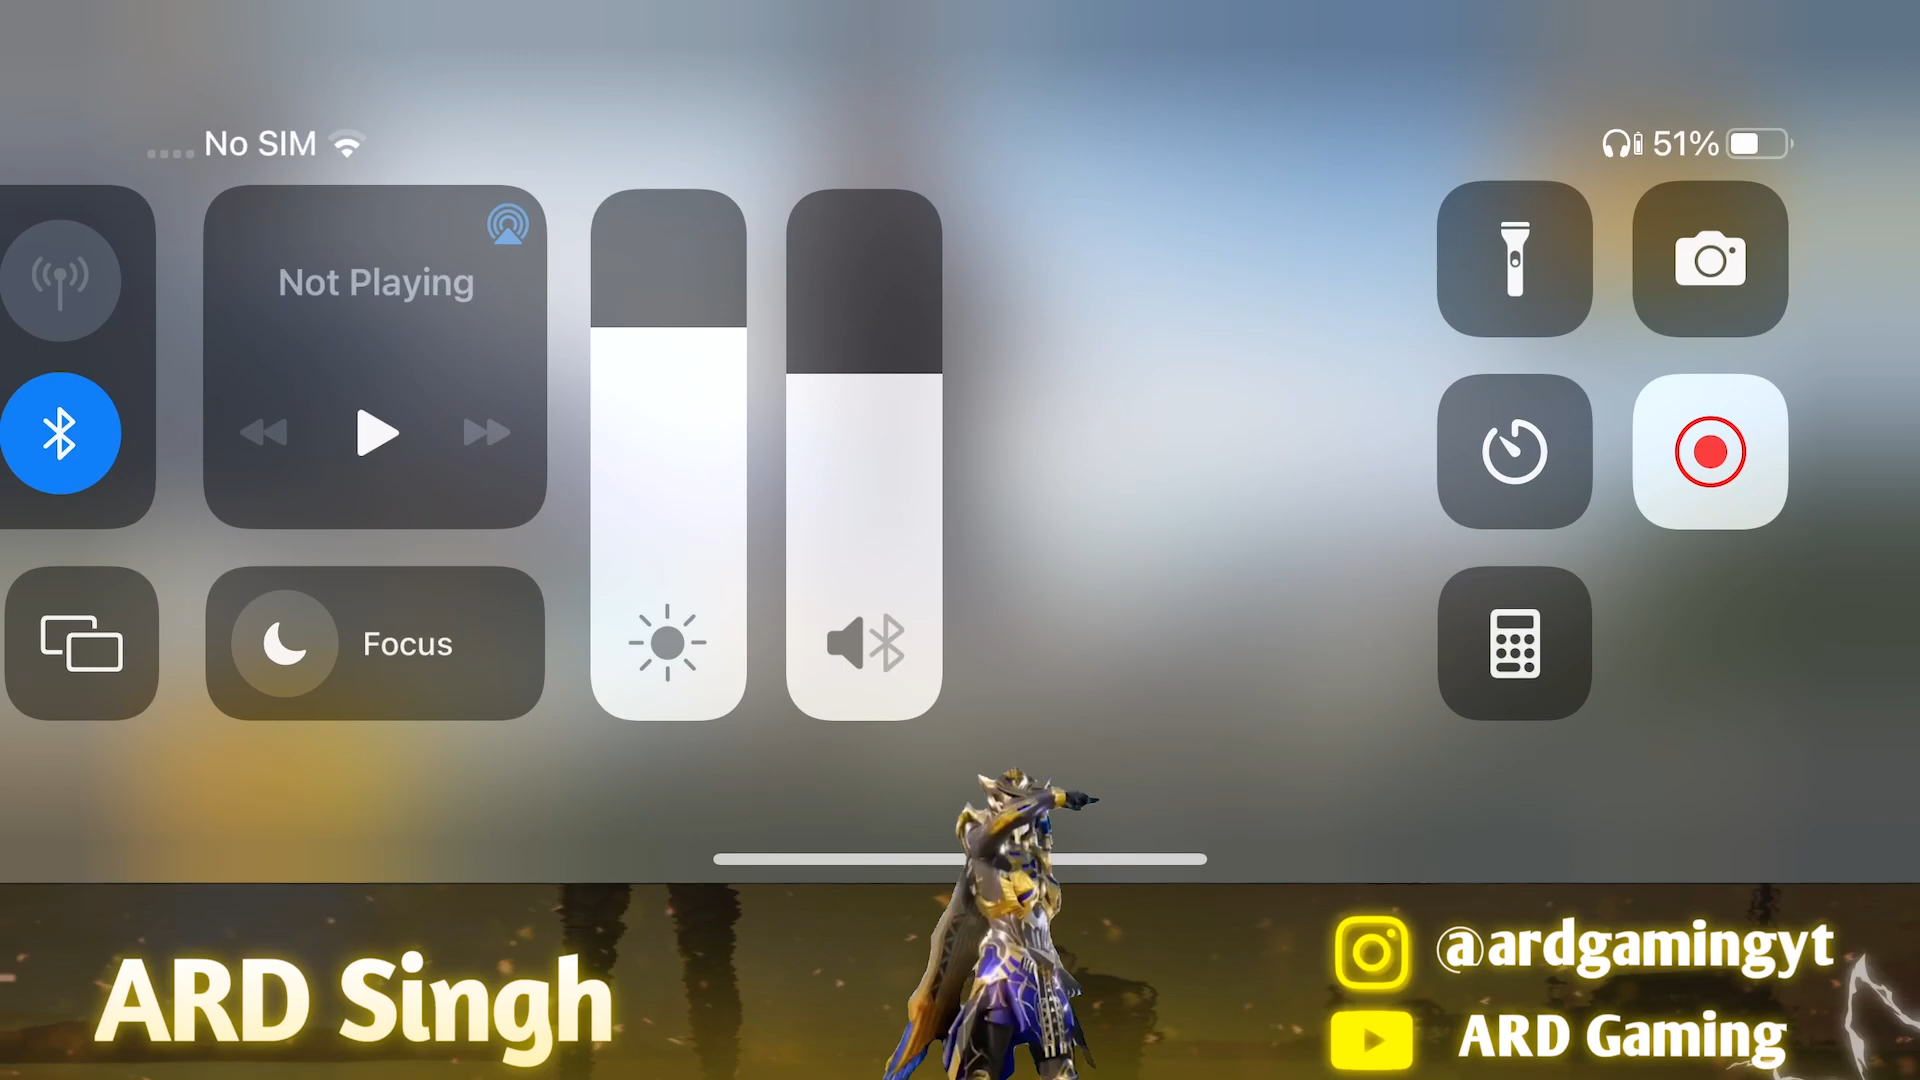 No SIM
51%
Not Playing
Focus
ARD Singh
@ardgamingyt
ARD Gaming